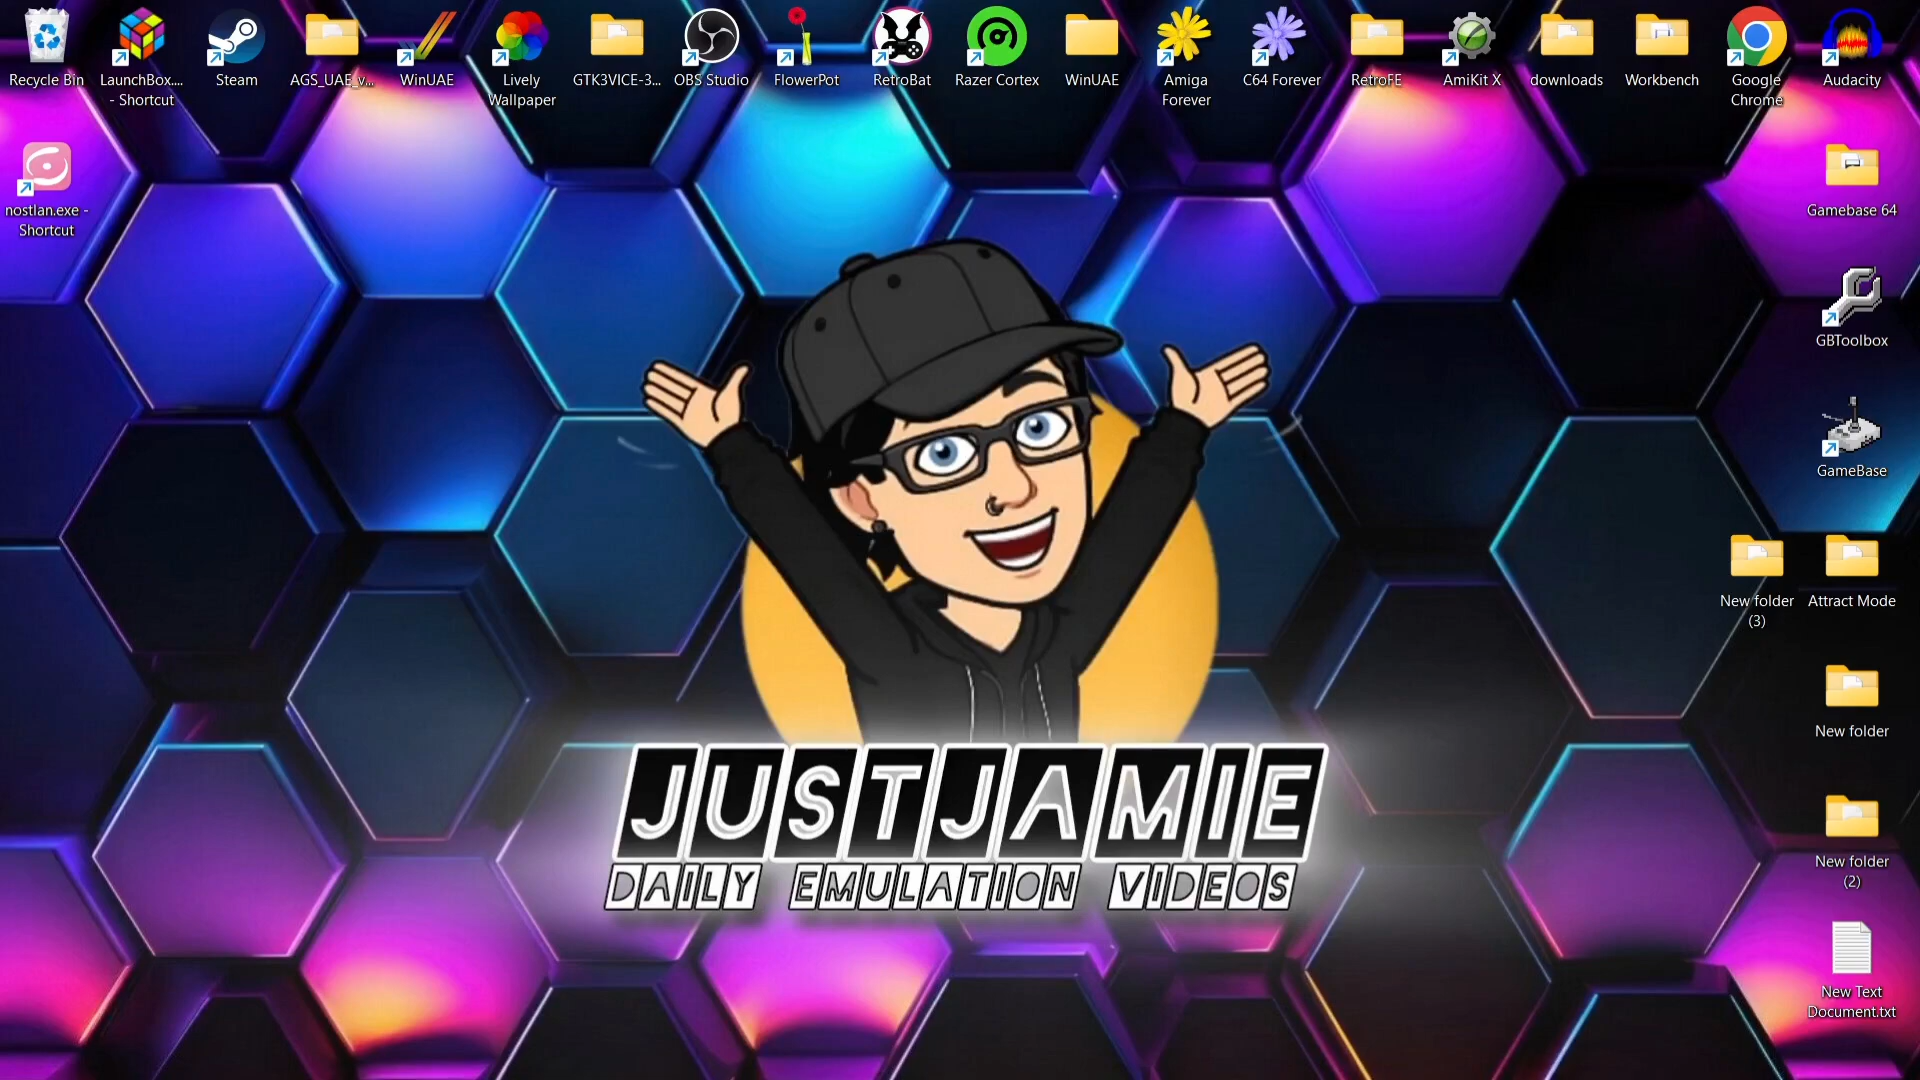 Recycle Bin
LaunchBox...
- Shortcut
Steam
AGS_UAE_v...
WinUAE
Lively
Wallpaper
GTK3VICE-3...
OBS Studio
FlowerPot
RetroBat
Razer Cortex
WinUAE
Amiga
Forever
C64 Forever
RetroFE
AmiKit X
downloads
Workbench
Google
Chrome
Audacity
nostlan.exe -
Shortcut
Gamebase 64
GBToolbox
GameBase
New folder
(3)
Attract Mode
New folder
New folder
(2)
New Text
Document.txt
JUSTJAMIE
DAILY EMULATION VIDEOS